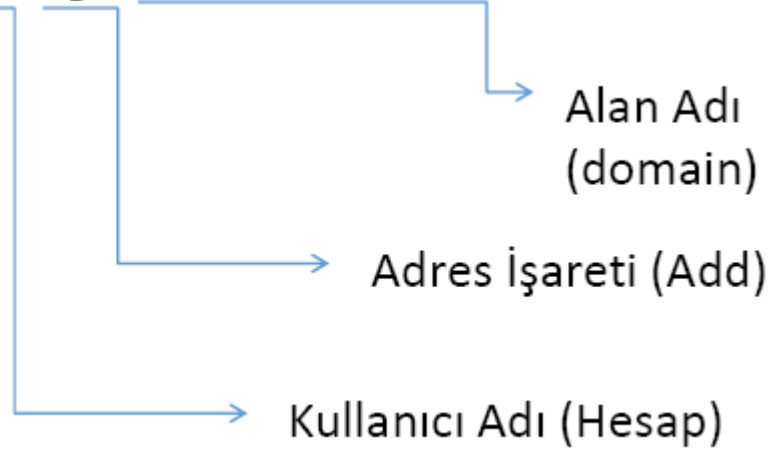 Alan Adı
(domain)
Adres İşareti (Add)
Kullanıcı Adı (Hesap)